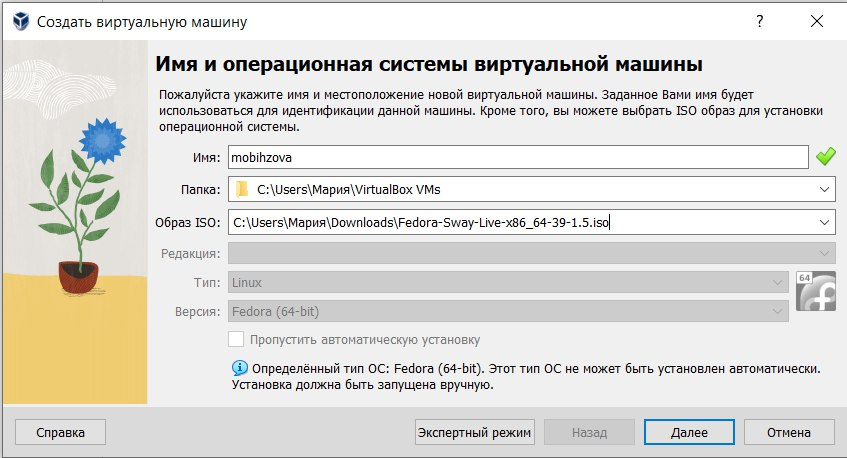 Создать виртуальную машину
?
Имя и операционная системы виртуальной машины
Пожалуйста укажите имя и местоположение новой виртуальной машины. Заданное Вами имя будет
использоваться для идентификации данной машины. Кроме того, вы можете выбрать ISO образ для установки
операционной системы.
Имя: mobihzova
Папка: C:\Users\Мария\VirtualBox VMs
Образ ISO: C:\Users\Мария\Downloads\Fedora-Sway-Live-x86_64-39-1.5.iso
Редакция:
Тип: Linux
64
Версия: Fedora (64-bit)
Пропустить автоматическую установку
Определённый тип ОС: Fedora (64-bit). Этот тип ОС не может быть установлен автоматически.
Установка должна быть запущена вручную.
Справка Экспертный режим Назад Далее Отмена